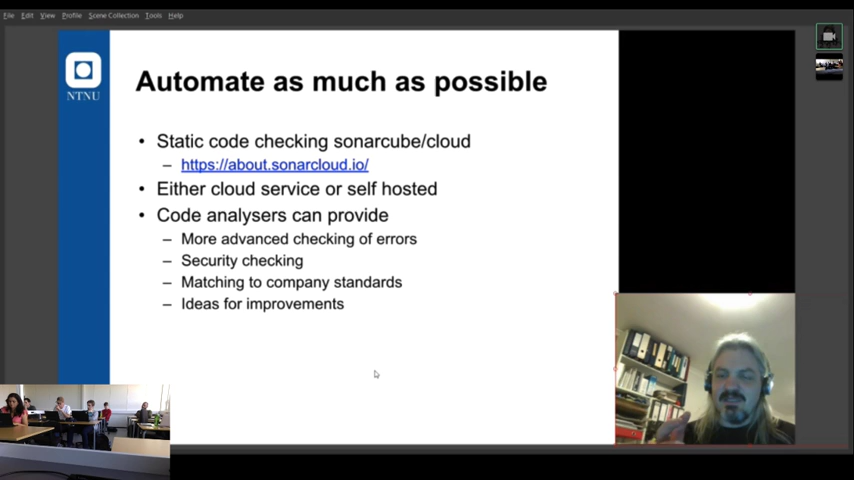 File Edit View Profile Scene Collection Tools Help
NTNU
Automate as much as possible
• Static code checking sonarcube/cloud
– https://about.sonarcloud.io/
• Either cloud service or self hosted
• Code analysers can provide
– More advanced checking of errors
– Security checking
– Matching to company standards
– Ideas for improvements